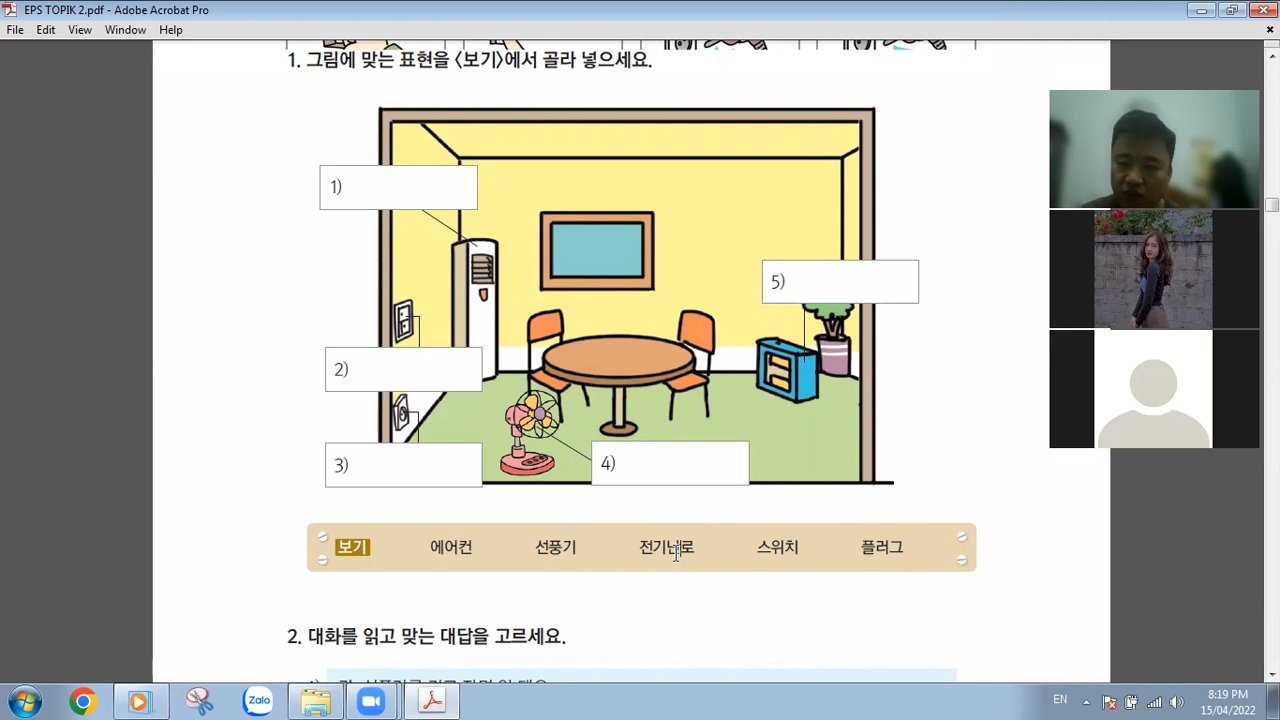 EPS TOPIK 2.pdf - Adobe Acrobat Pro
File Edit View Window Help
1. 그림에 맞는 표현을 〈보기〉에서 골라 넣으세요.
1)
5)
2)
4)
3)
보기 에어컨 선풍기 전기난로 스위치 플러그
2. 대화를 읽고 맞는 대답을 고르세요.
Zalo
EN
8:19 PM
15/04/2022